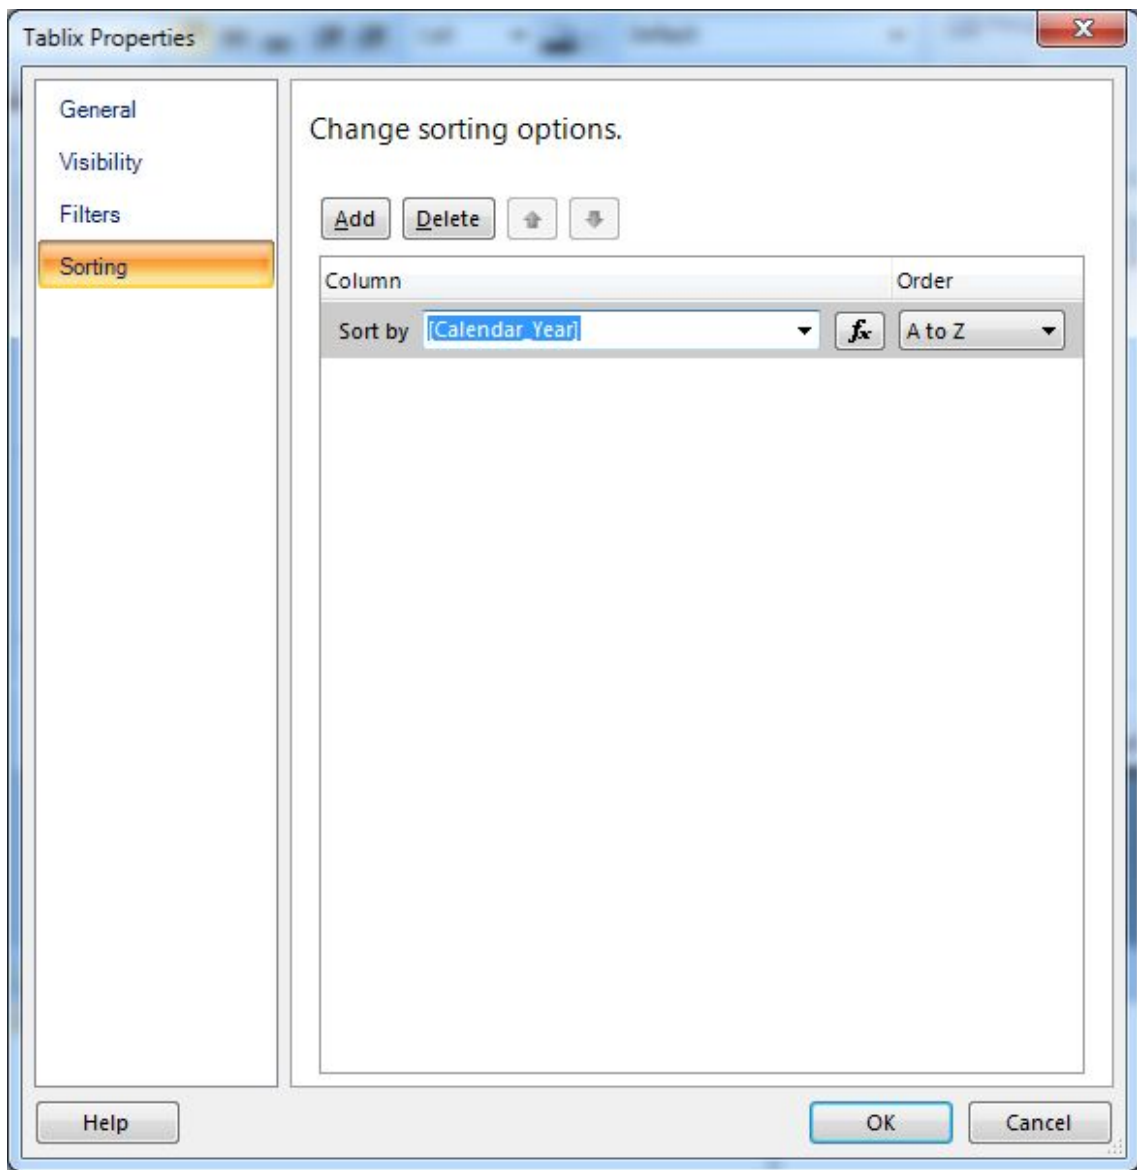 Tablix Properties
General
Visibility
Filters
Sorting
Change sorting options.
Add Delete
Column Order
Sort by [Calendar_Year] fx A to Z
Help OK Cancel